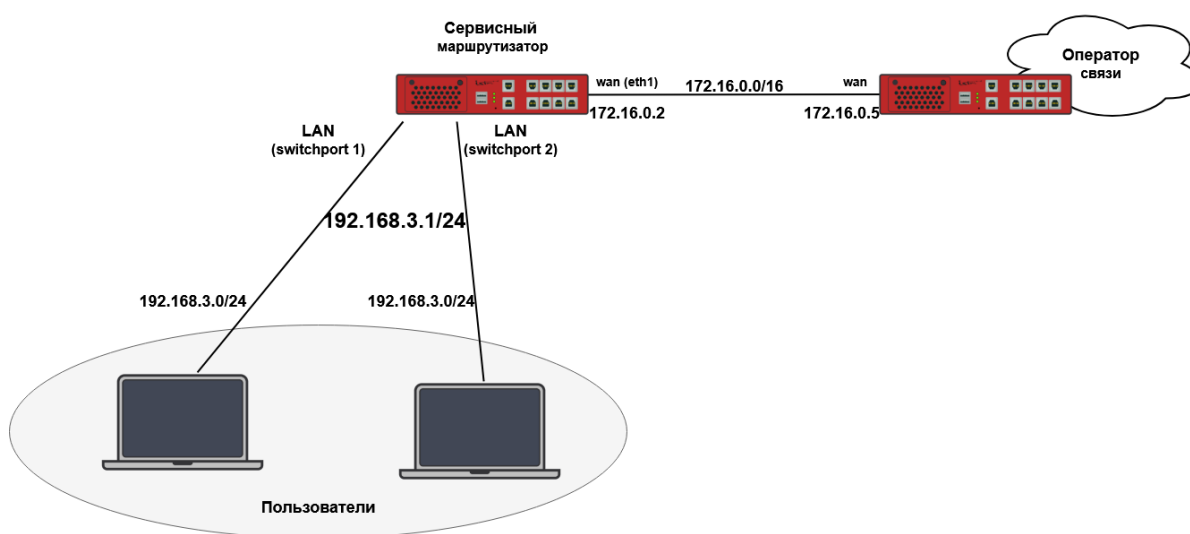 Сервисный
маршрутизатор
Оператор
связи
wan (eth1)
172.16.0.0/16
wan
172.16.0.2
172.16.0.5
LAN
(switchport 1)
LAN
(switchport 2)
192.168.3.1/24
192.168.3.0/24
192.168.3.0/24
Пользователи